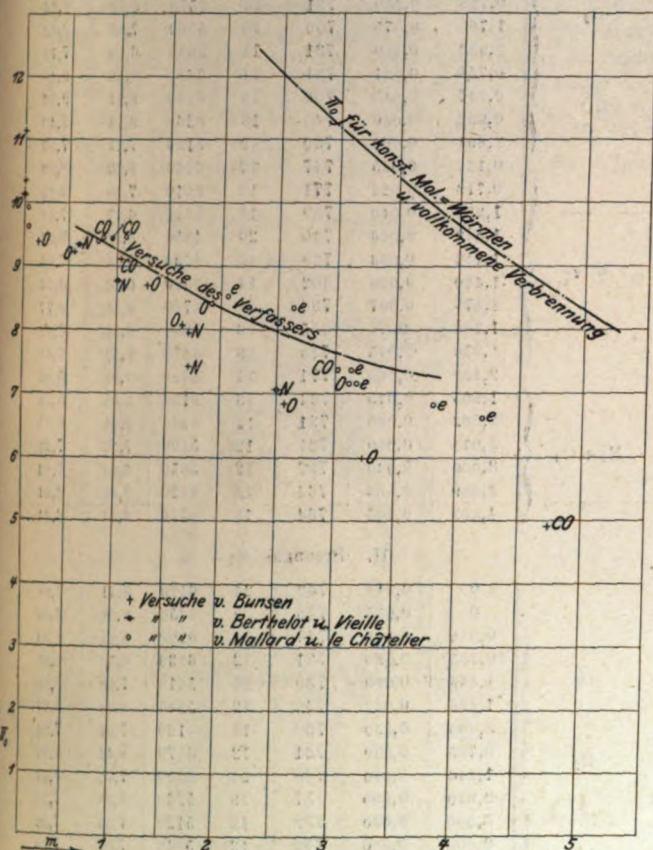 12
11
10
9
8
7
6
5
4
3
2
1
π₀ für konst. Mol.=Wärmen
u. vollkommene Verbrennung
Versuche des Verfassers
CO
CO
O
O
N
CO
N
O
e
O
e
O
N
N
CO
e
O
e
N
O
e
e
O
CO
+ Versuche v. Bunsen
" " v. Berthelot u. Vieille
o " " v. Mallard u. le Châtelier
π₀
m
1
2
3
4
5